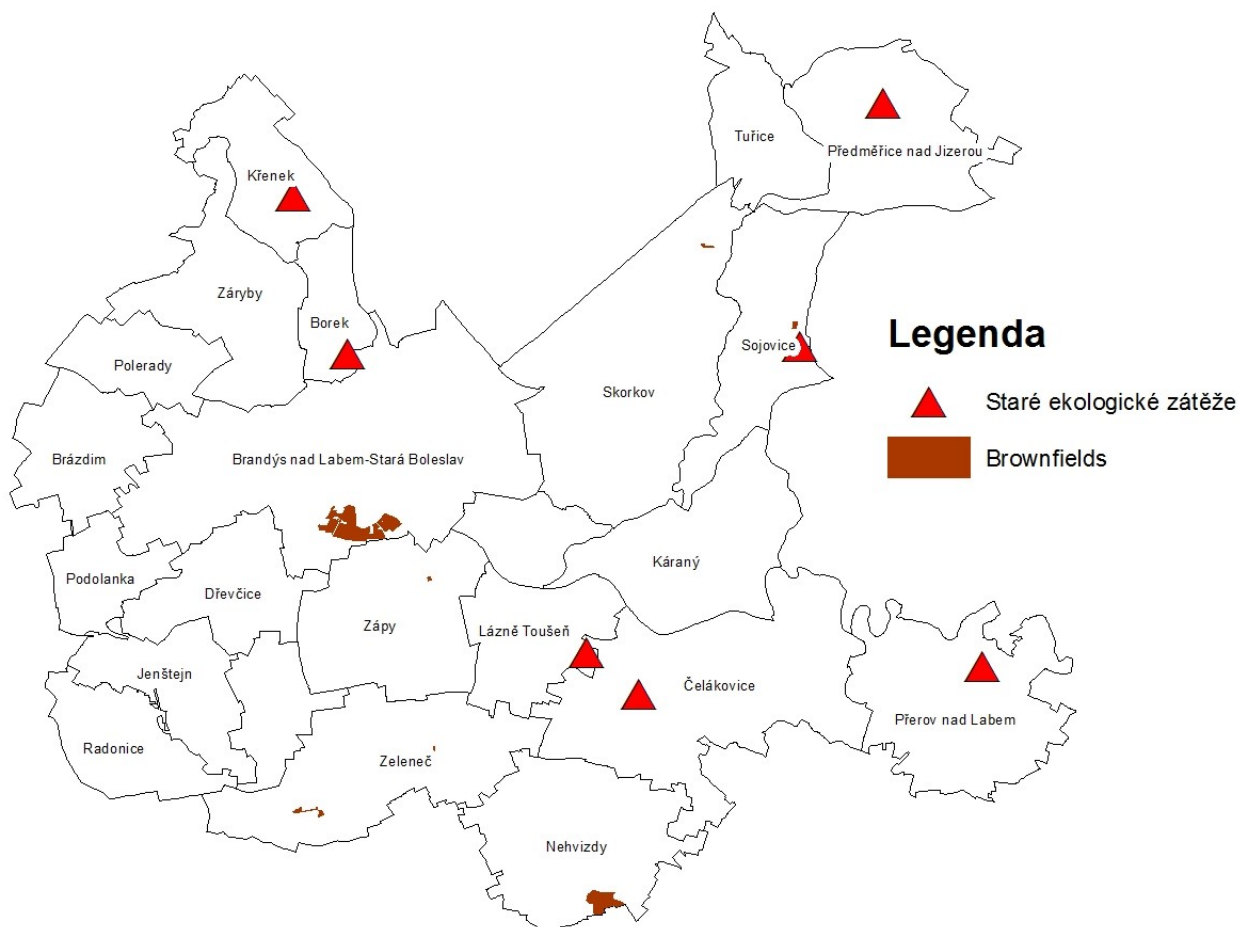 Tuřice
Předměřice nad Jizerou
Křenek
Záryby
Borek
Sojovice
Polerady
Skorkov
Brázdim
Brandýs nad Labem-Stará Boleslav
Podolanka
Káraný
Dřevčice
Zápy
Lázně Toušeň
Jenštejn
Čelákovice
Přerov nad Labem
Radonice
Zeleneč
Nehvizdy
Legenda
Staré ekologické zátěže
Brownfields